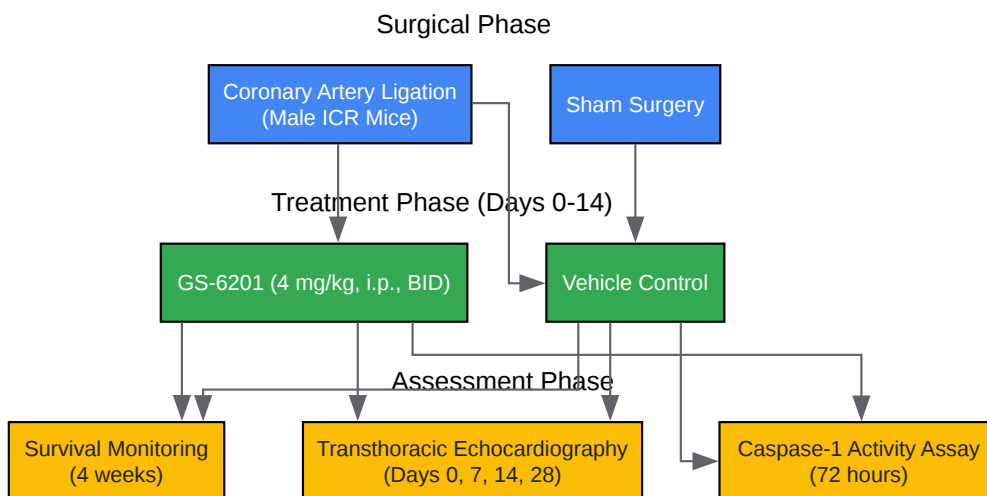 Surgical Phase
Coronary Artery Ligation
(Male ICR Mice)
Sham Surgery
Treatment Phase (Days 0-14)
GS-6201 (4 mg/kg, i.p., BID)
Vehicle Control
Assessment Phase
Survival Monitoring
(4 weeks)
Transthoracic Echocardiography
(Days 0, 7, 14, 28)
Caspase-1 Activity Assay
(72 hours)